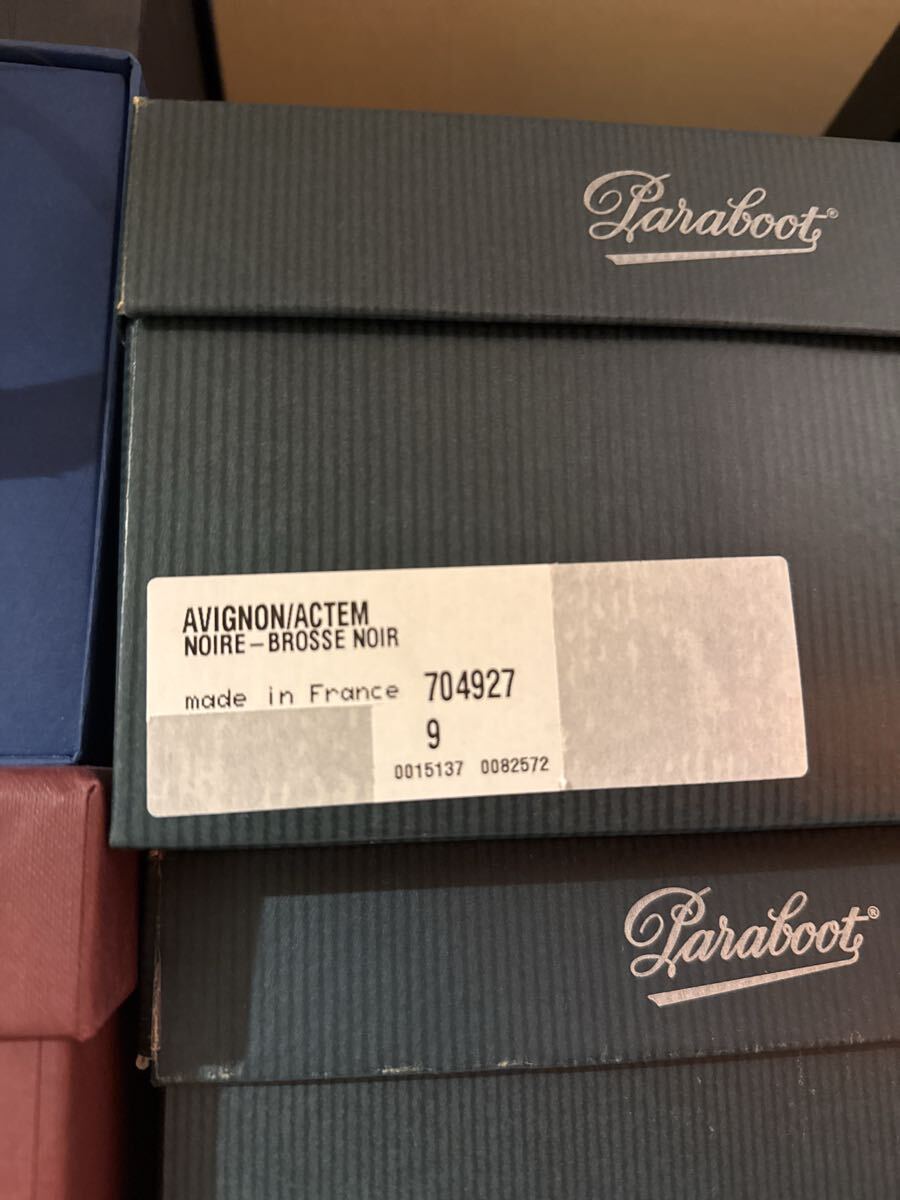 Paraboot®
AVIGNON/ACTEM
NOIRE–BROSSE NOIR
made in France 704927
9
0015137 0082572
Paraboot®